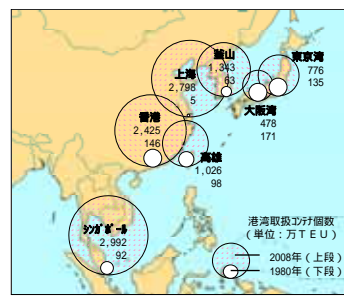 釜山
1,343
63
東京湾
776
135
上海
2,798
5
大阪湾
478
171
香港
2,425
146
高雄
1,026
98
シンガポール
2,992
92
港湾取扱コンテナ個数
(単位：万ＴＥＵ)
2008年(上段)
1980年(下段)